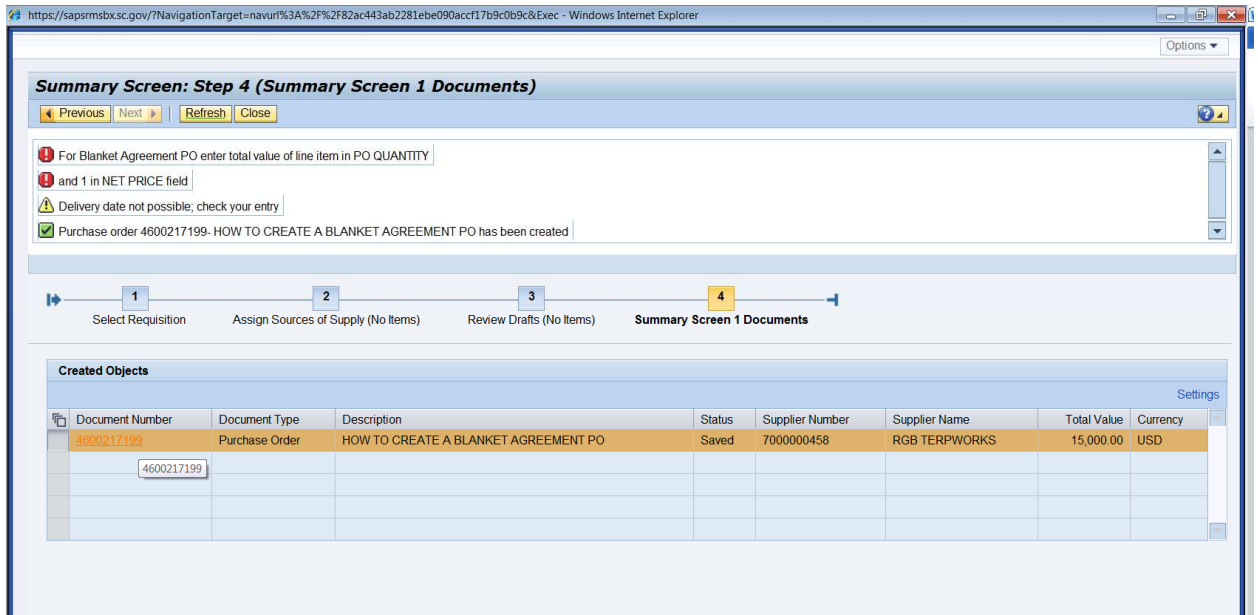 https://sapsrmsbx.sc.gov/?NavigationTarget=navurl%3A%2F%2F82ac443ab2281ebe090accf17b9c0b9c&Exec - Windows Internet Explorer
Options
Summary Screen: Step 4 (Summary Screen 1 Documents)
Previous Next Refresh Close
For Blanket Agreement PO enter total value of line item in PO QUANTITY
and 1 in NET PRICE field
Delivery date not possible; check your entry
Purchase order 4600217199- HOW TO CREATE A BLANKET AGREEMENT PO has been created
1 2 3 4
Select Requisition Assign Sources of Supply (No Items) Review Drafts (No Items) Summary Screen 1 Documents
Created Objects
Settings
Document Number Document Type Description Status Supplier Number Supplier Name Total Value Currency
4600217199 Purchase Order HOW TO CREATE A BLANKET AGREEMENT PO Saved 7000000458 RGB TERPWORKS 15,000.00 USD
4600217199